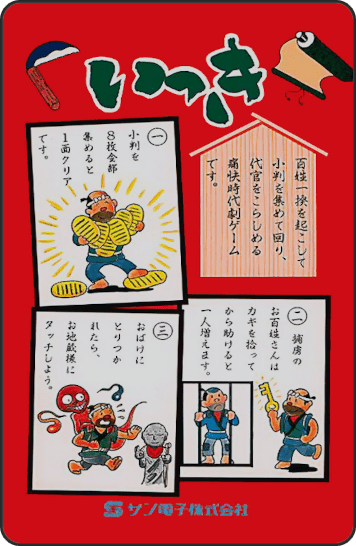 いっき
百姓一揆を起こして
小判を集めて回り、
代官をこらしめる
痛快時代劇ゲーム
です。
一
小判を
8枚全部
集めると
1面クリア
です。
二
捕虜の
お百姓さんは
カギを拾って
から助けると
一人増えます。
三
おばけに
とりつか
れたら、
お地蔵様に
タッチしよう。
サン電子株式会社